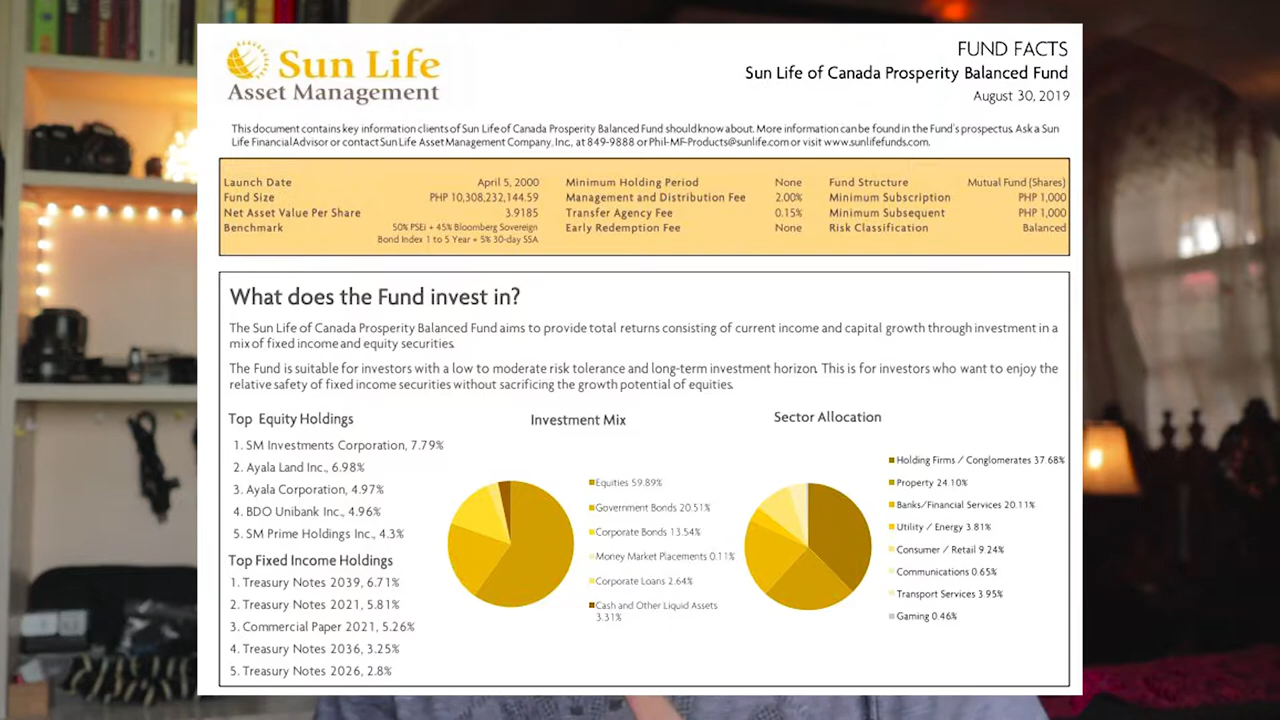 Sun Life
Asset Management
FUND FACTS
Sun Life of Canada Prosperity Balanced Fund
August 30, 2019
This document contains key information clients of Sun Life of Canada Prosperity Balanced Fund should know about. More information can be found in the Fund's prospectus. Ask a Sun
Life Financial Advisor or contact Sun Life Asset Management Company, Inc., at 849-9888 or Phil-MF-Products@sunlife.com or visit www.sunlifefunds.com.
Launch Date April 5, 2000
Fund Size PHP 10,308,232,144.59
Net Asset Value Per Share 3.9185
Benchmark 50% PSEi + 45% Bloomberg Sovereign
Bond Index 1 to 5 Year + 5% 30-day SSA
Minimum Holding Period None
Management and Distribution Fee 2.00%
Transfer Agency Fee 0.15%
Early Redemption Fee None
Fund Structure Mutual Fund (Shares)
Minimum Subscription PHP 1,000
Minimum Subsequent PHP 1,000
Risk Classification Balanced
What does the Fund invest in?
The Sun Life of Canada Prosperity Balanced Fund aims to provide total returns consisting of current income and capital growth through investment in a
mix of fixed income and equity securities.
The Fund is suitable for investors with a low to moderate risk tolerance and long-term investment horizon. This is for investors who want to enjoy the
relative safety of fixed income securities without sacrificing the growth potential of equities.
Top Equity Holdings
1. SM Investments Corporation, 7.79%
2. Ayala Land Inc., 6.98%
3. Ayala Corporation, 4.97%
4. BDO Unibank Inc., 4.96%
5. SM Prime Holdings Inc., 4.3%
Top Fixed Income Holdings
1. Treasury Notes 2039, 6.71%
2. Treasury Notes 2021, 5.81%
3. Commercial Paper 2021, 5.26%
4. Treasury Notes 2036, 3.25%
5. Treasury Notes 2026, 2.8%
Investment Mix
Equities 59.89%
Government Bonds 20.51%
Corporate Bonds 13.54%
Money Market Placements 0.11%
Corporate Loans 2.64%
Cash and Other Liquid Assets
3.31%
Sector Allocation
Holding Firms / Conglomerates 37.68%
Property 24.10%
Banks/Financial Services 20.11%
Utility / Energy 3.81%
Consumer / Retail 9.24%
Communications 0.65%
Transport Services 3.95%
Gaming 0.46%